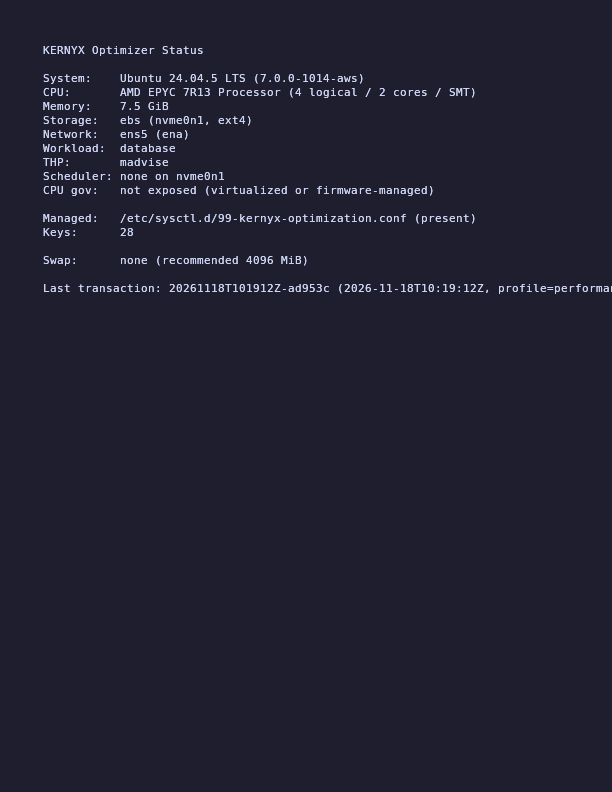 KERNYX Optimizer Status
System: Ubuntu 24.04.5 LTS (7.0.0-1014-aws)
CPU: AMD EPYC 7R13 Processor (4 logical / 2 cores / SMT)
Memory: 7.5 GiB
Storage: ebs (nvme0n1, ext4)
Network: ens5 (ena)
Workload: database
THP: madvise
Scheduler: none on nvme0n1
CPU gov: not exposed (virtualized or firmware-managed)
Managed: /etc/sysctl.d/99-kernyx-optimization.conf (present)
Keys: 28
Swap: none (recommended 4096 MiB)
Last transaction: 20261118T101912Z-ad953c (2026-11-18T10:19:12Z, profile=performan